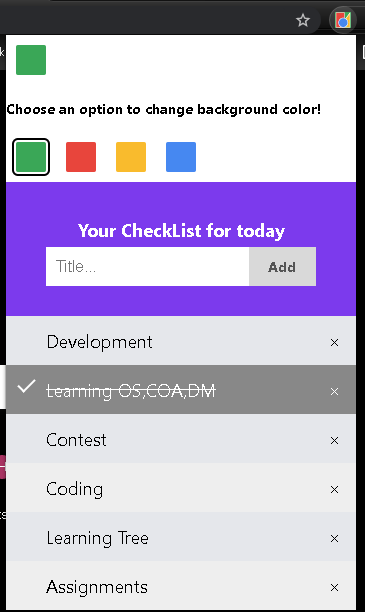 Choose an option to change background color!
Your CheckList for today
Title...
Add
Development
×
Learning OS,COA,DM
×
Contest
×
Coding
×
Learning Tree
×
Assignments
×